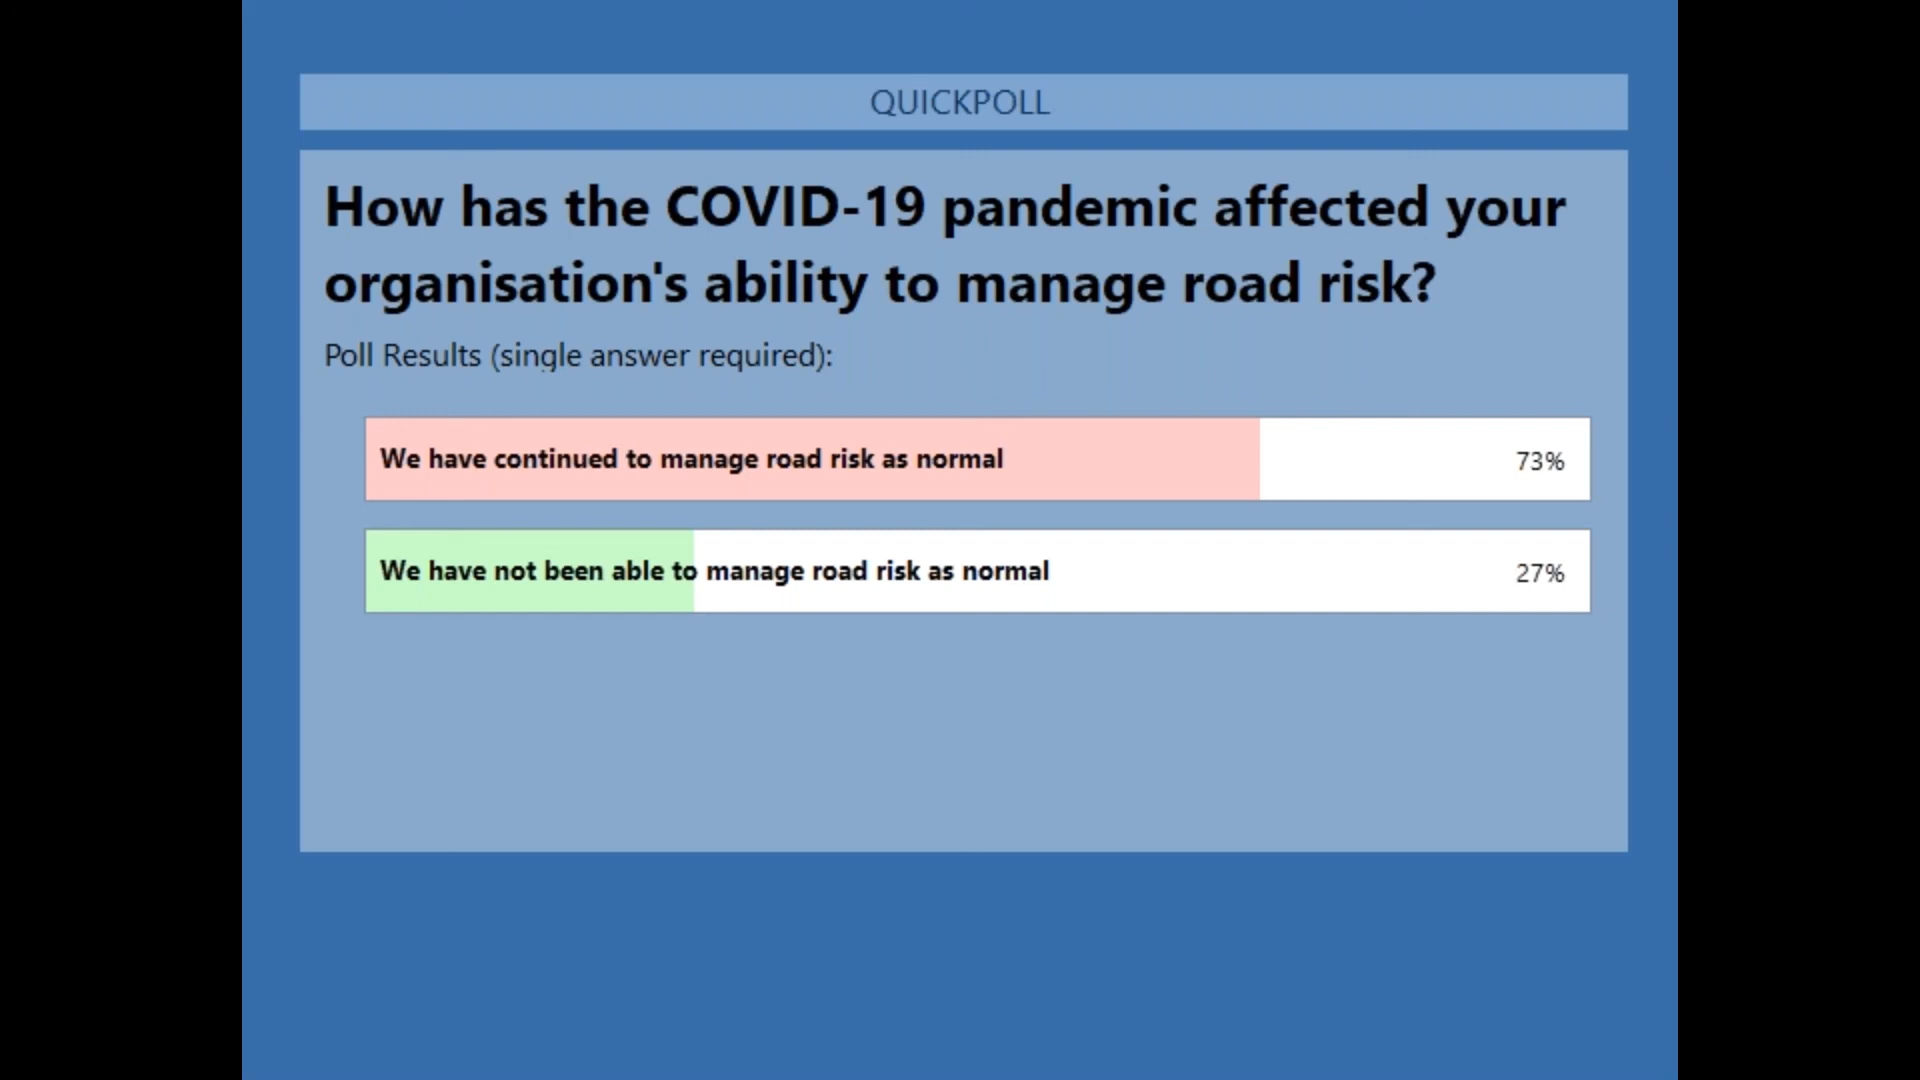 QUICKPOLL
How has the COVID-19 pandemic affected your
organisation's ability to manage road risk?
Poll Results (single answer required):
We have continued to manage road risk as normal 73%
We have not been able to manage road risk as normal 27%